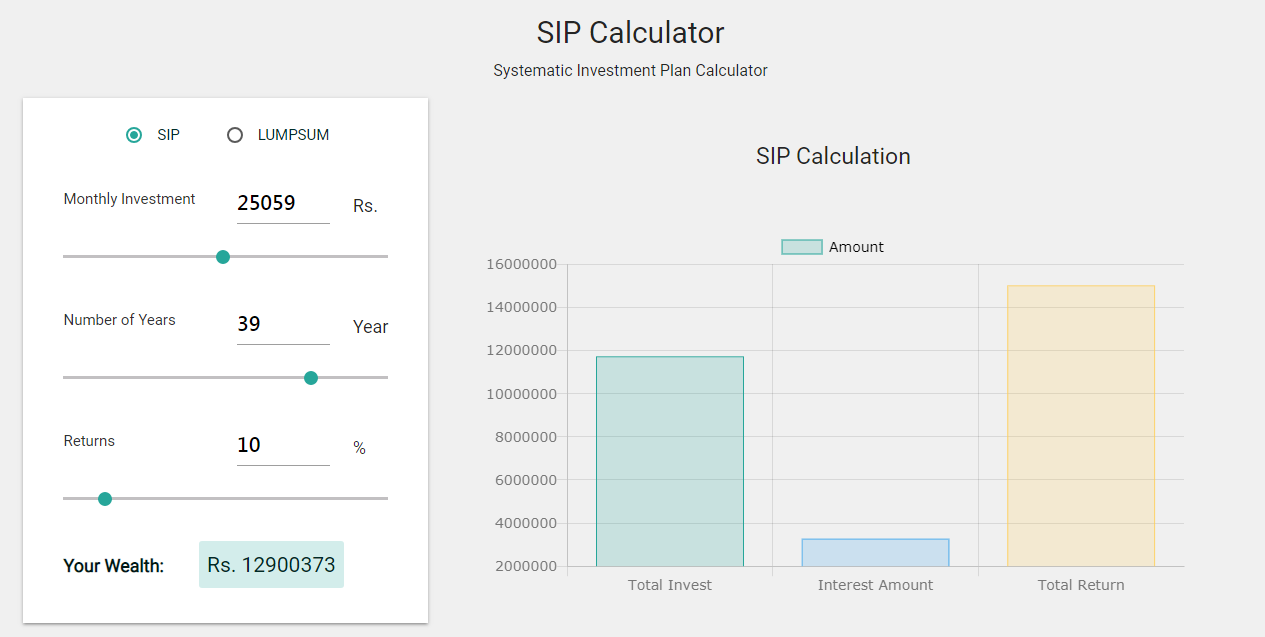 SIP Calculator
Systematic Investment Plan Calculator
SIP LUMPSUM
Monthly Investment 25059 Rs.
Number of Years 39 Year
Returns 10 %
Your Wealth: Rs. 12900373
SIP Calculation
Amount
16000000
14000000
12000000
10000000
8000000
6000000
4000000
2000000
Total Invest Interest Amount Total Return